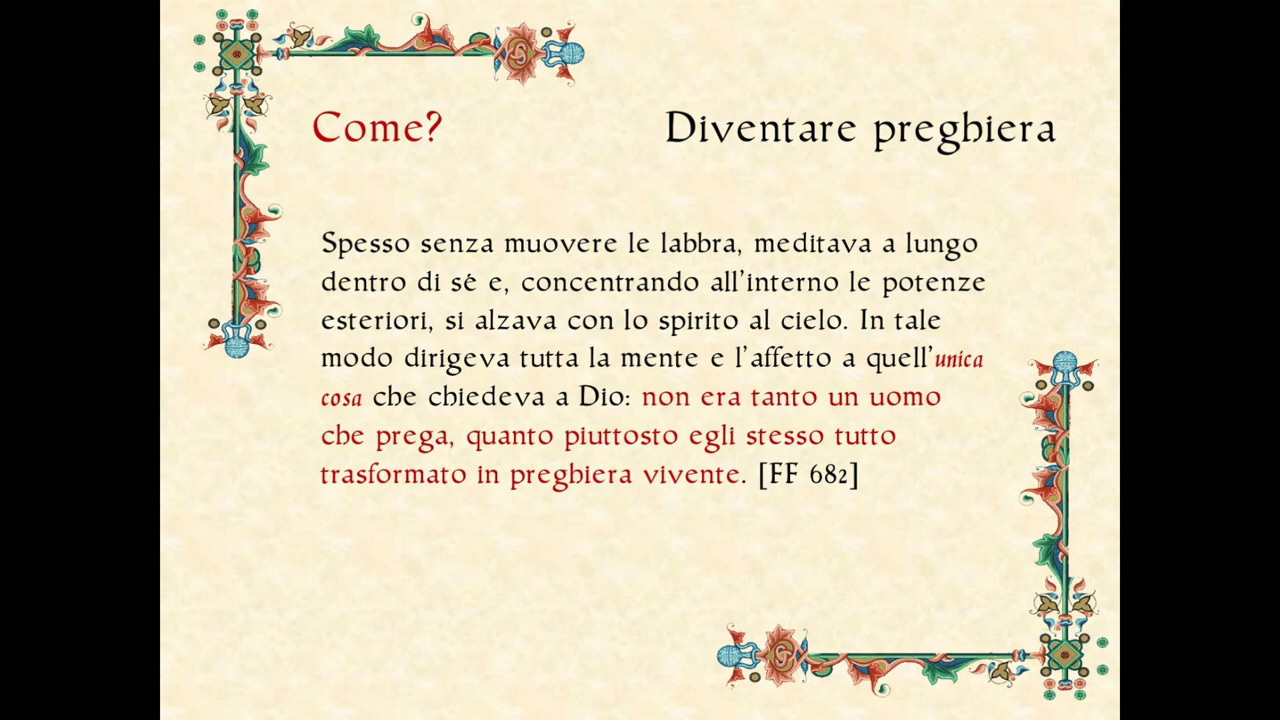 Come? Diventare preghiera
Spesso senza muovere le labbra, meditava a lungo
dentro di sé e, concentrando all'interno le potenze
esteriori, si alzava con lo spirito al cielo. In tale
modo dirigeva tutta la mente e l'affetto a quell'unica
cosa che chiedeva a Dio: non era tanto un uomo
che prega, quanto piuttosto egli stesso tutto
trasformato in preghiera vivente. [FF 682]